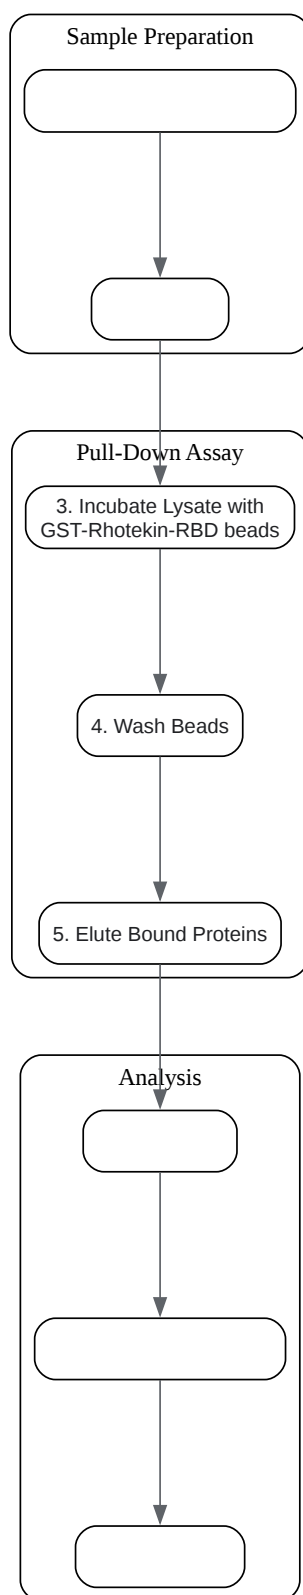 Sample Preparation
Pull-Down Assay
3. Incubate Lysate with
GST-Rhotekin-RBD beads
4. Wash Beads
5. Elute Bound Proteins
Analysis